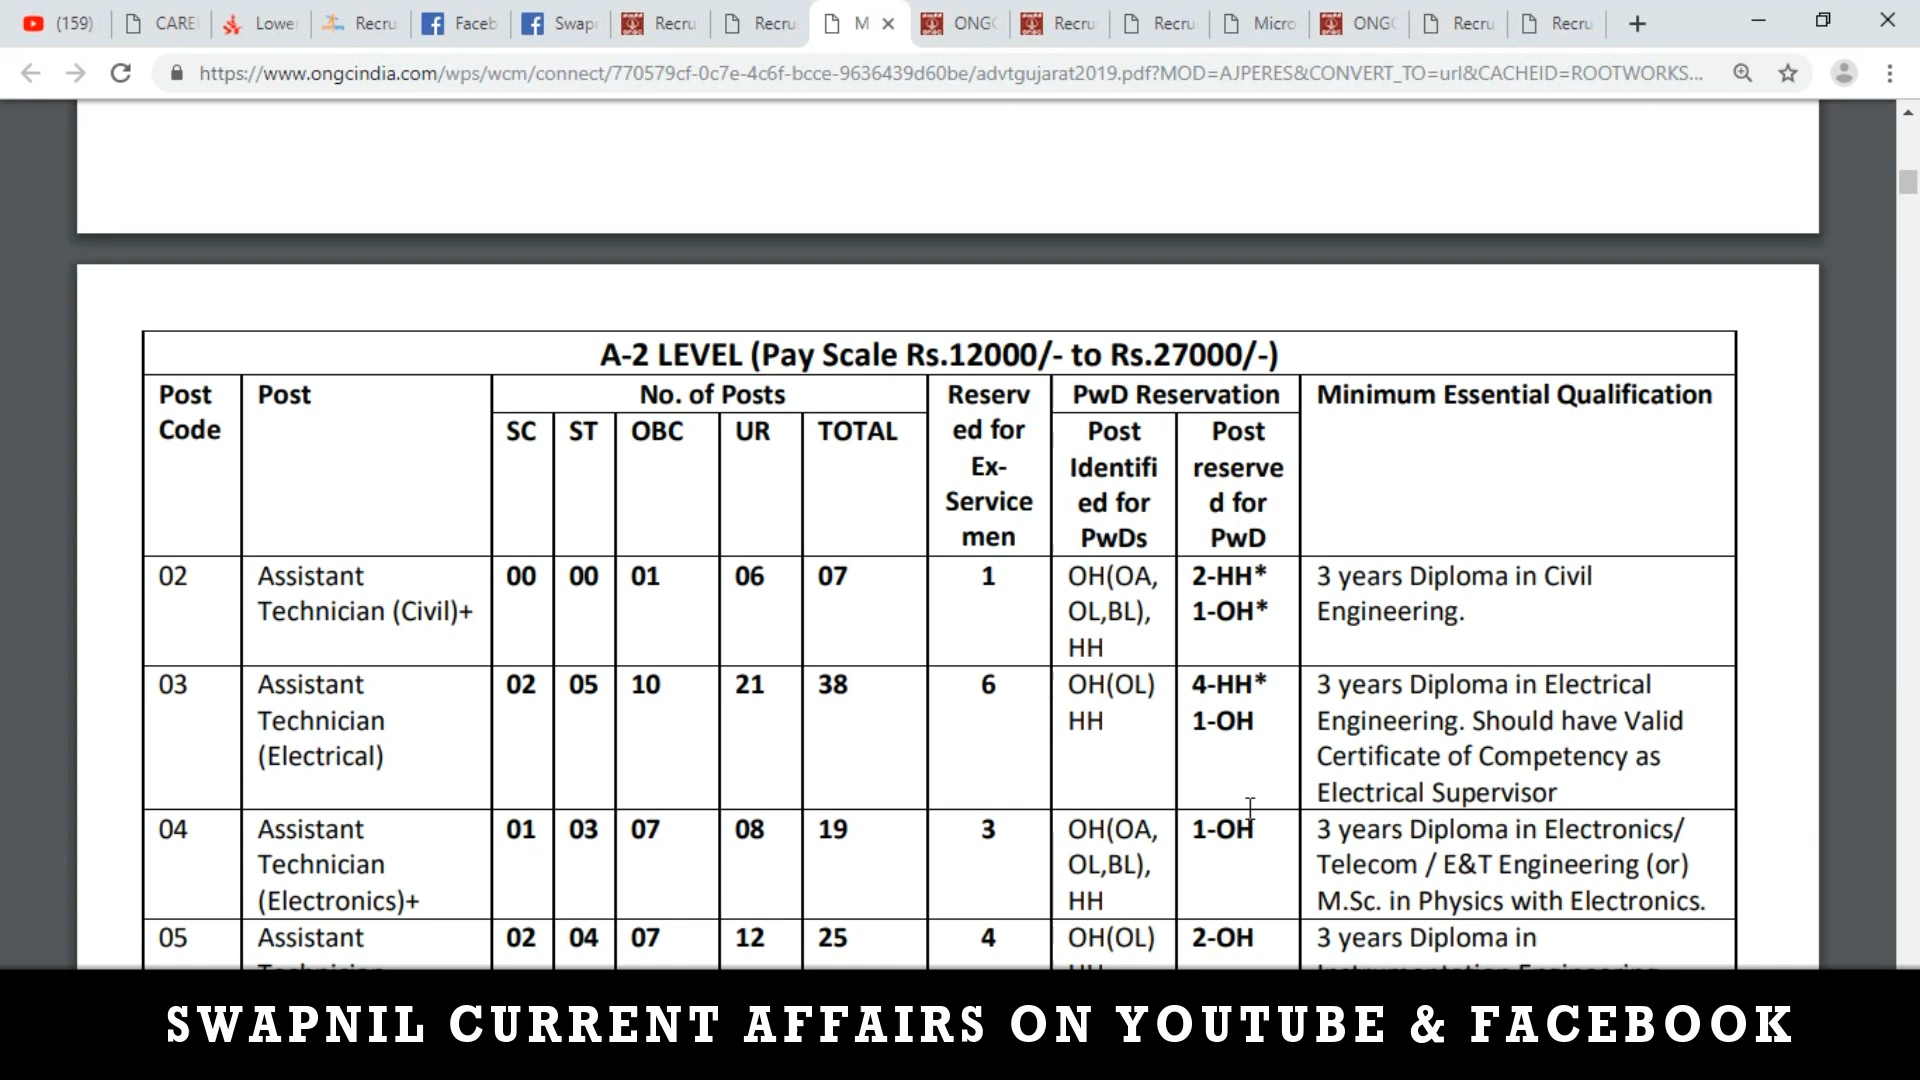 (159)
CARE
Lower
Recru
Faceb
Swap
Recru
Recru
M
ONGC
Recru
Recru
Micro
ONGC
Recru
Recru
https://www.ongcindia.com/wps/wcm/connect/770579cf-0c7e-4c6f-bcce-9636439d60be/advtgujarat2019.pdf?MOD=AJPERES&CONVERT_TO=url&CACHEID=ROOTWORKS...
A-2 LEVEL (Pay Scale Rs.12000/- to Rs.27000/-)
Post
Code
Post
No. of Posts
SC
ST
OBC
UR
TOTAL
Reserv
ed for
Ex-
Service
men
PwD Reservation
Post
Identifi
ed for
PwDs
Post
reserve
d for
PwD
Minimum Essential Qualification
02
Assistant
Technician (Civil)+
00
00
01
06
07
1
OH(OA,
OL,BL),
HH
2-HH*
1-OH*
3 years Diploma in Civil
Engineering.
03
Assistant
Technician
(Electrical)
02
05
10
21
38
6
OH(OL)
HH
4-HH*
1-OH
3 years Diploma in Electrical
Engineering. Should have Valid
Certificate of Competency as
Electrical Supervisor
04
Assistant
Technician
(Electronics)+
01
03
07
08
19
3
OH(OA,
OL,BL),
HH
1-OH
3 years Diploma in Electronics/
Telecom / E&T Engineering (or)
M.Sc. in Physics with Electronics.
05
Assistant
02
04
07
12
25
4
OH(OL)
2-OH
3 years Diploma in
SWAPNIL CURRENT AFFAIRS ON YOUTUBE & FACEBOOK